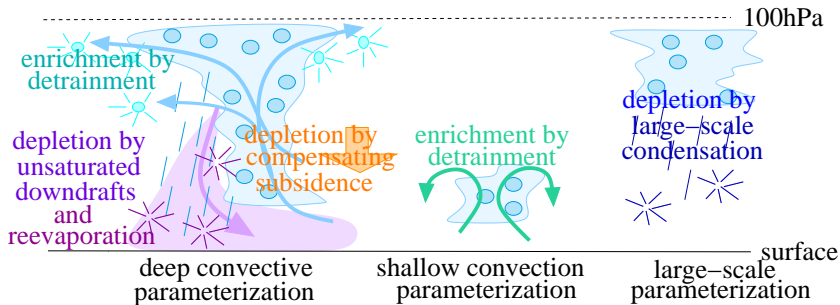 100hPa
enrichment by
detrainment
depletion by
unsaturated
downdrafts
and
reevaporation
depletion by
compensating
subsidence
enrichment by
detrainment
depletion by
large−scale
condensation
surface
deep convective
parameterization
shallow convection
parameterization
large−scale
parameterization